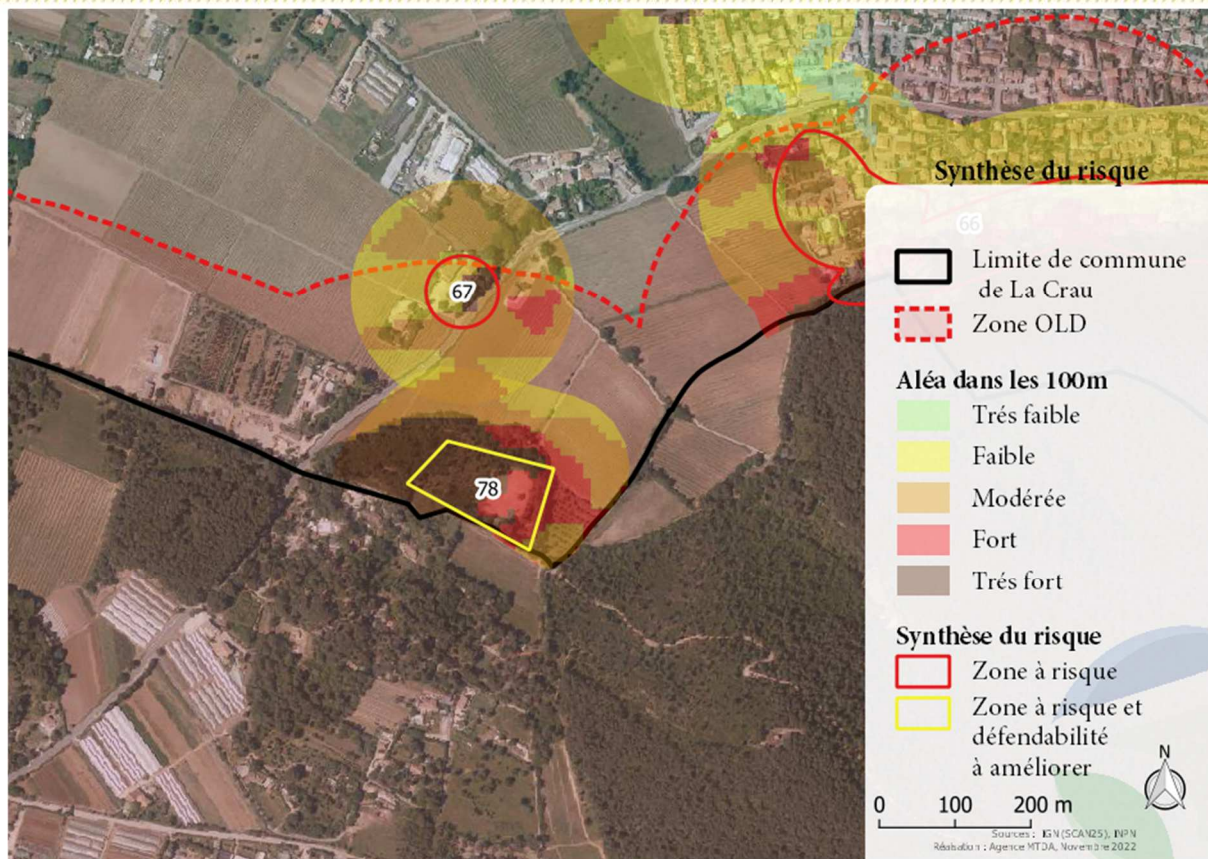 Synthèse du risque
66
Limite de commune
de La Crau
Zone OLD
67
Aléa dans les 100m
Trés faible
Faible
Modérée
78
Fort
Trés fort
Synthèse du risque
Zone à risque
Zone à risque et
défendabilité
à améliorer
N
0 100 200 m
Sources : IGN (SCAN25), INPN
Réalisation : Agence MTDA, Novembre 2022